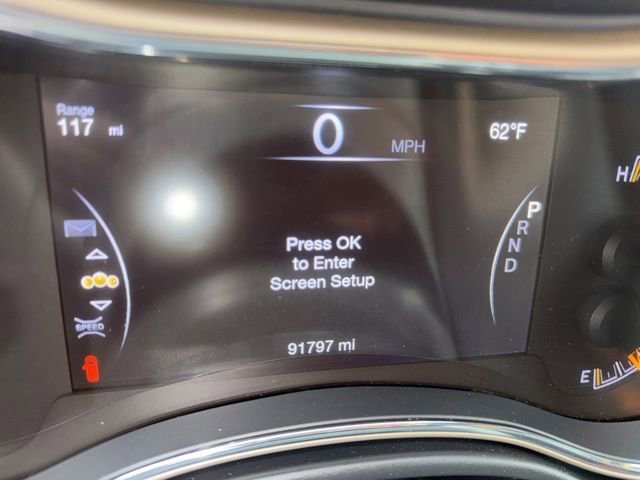 Range
117 mi
0 MPH
62°F
H
P
R
N
D
Press OK
to Enter
Screen Setup
SPEED
91797 mi
E